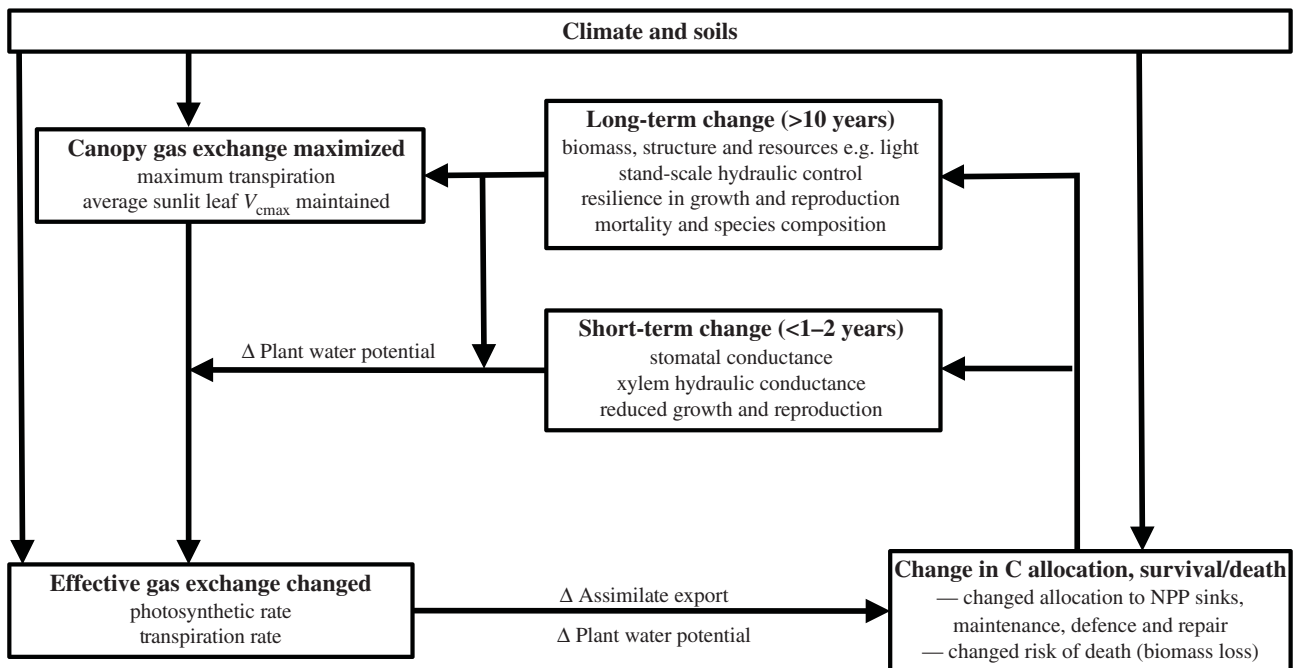 Climate and soils
Canopy gas exchange maximized
maximum transpiration
average sunlit leaf Vcmax maintained
Long-term change (>10 years)
biomass, structure and resources e.g. light
stand-scale hydraulic control
resilience in growth and reproduction
mortality and species composition
Δ Plant water potential
Short-term change (<1–2 years)
stomatal conductance
xylem hydraulic conductance
reduced growth and reproduction
Effective gas exchange changed
photosynthetic rate
transpiration rate
Δ Assimilate export
Δ Plant water potential
Change in C allocation, survival/death
— changed allocation to NPP sinks,
maintenance, defence and repair
— changed risk of death (biomass loss)